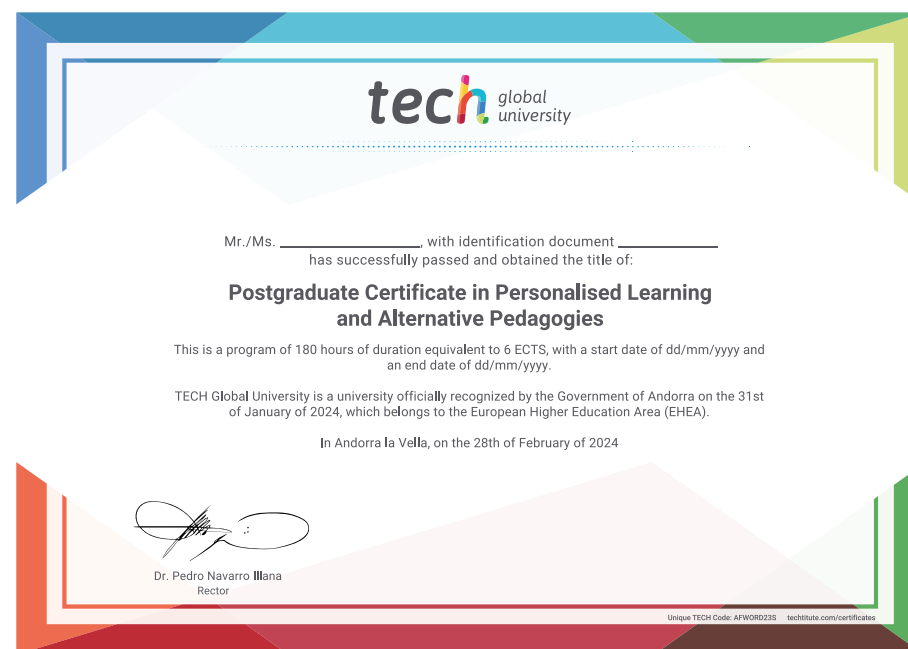 tech global university
Mr./Ms. ____________________, with identification document ______________
has successfully passed and obtained the title of:
Postgraduate Certificate in Personalised Learning
and Alternative Pedagogies
This is a program of 180 hours of duration equivalent to 6 ECTS, with a start date of dd/mm/yyyy and
an end date of dd/mm/yyyy.
TECH Global University is a university officially recognized by the Government of Andorra on the 31st
of January of 2024, which belongs to the European Higher Education Area (EHEA).
In Andorra la Vella, on the 28th of February of 2024
Dr. Pedro Navarro Illana
Rector
Unique TECH Code: AFWORD23S techtitute.com/certificates